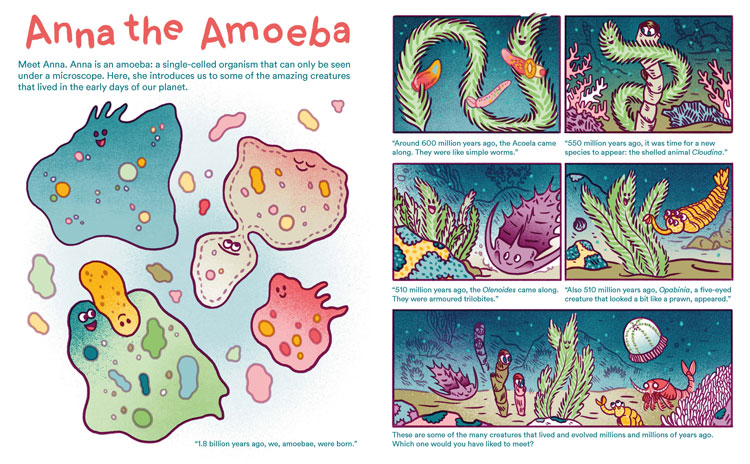 Anna the Amoeba
Meet Anna. Anna is an amoeba: a single-celled organism that can only be seen
under a microscope. Here, she introduces us to some of the amazing creatures
that lived in the early days of our planet.
"1.8 billion years ago, we, amoebae, were born."
"Around 600 million years ago, the Acoela came
along. They were like simple worms."
"550 million years ago, it was time for a new
species to appear: the shelled animal Cloudina."
"510 million years ago, the Olenoides came along.
They were armoured trilobites."
"Also 510 million years ago, Opabinia, a five-eyed
creature that looked a bit like a prawn, appeared."
These are some of the many creatures that lived and evolved millions and millions of years ago.
Which one would you have liked to meet?